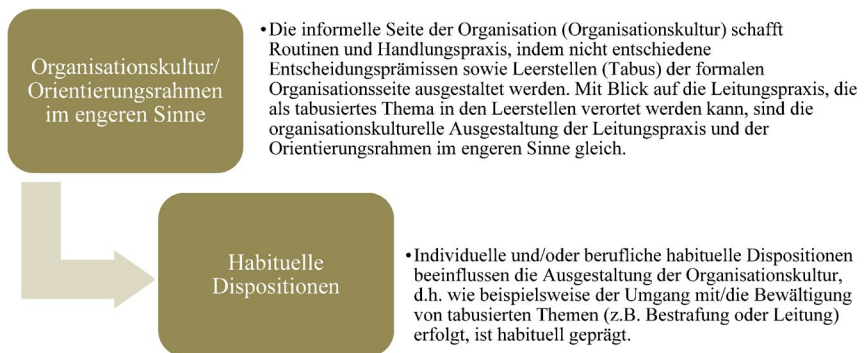 Organisationskultur/
Orientierungsrahmen
im engeren Sinne
•Die informelle Seite der Organisation (Organisationskultur) schafft
Routinen und Handlungspraxis, indem nicht entschiedene
Entscheidungsprämissen sowie Leerstellen (Tabus) der formalen
Organisationsseite ausgestaltet werden. Mit Blick auf die Leitungspraxis, die
als tabusiertes Thema in den Leerstellen verortet werden kann, sind die
organisationskulturelle Ausgestaltung der Leitungspraxis und der
Orientierungsrahmen im engeren Sinne gleich.
Habituelle
Dispositionen
•Individuelle und/oder berufliche habituelle Dispositionen
beeinflussen die Ausgestaltung der Organisationskultur,
d.h. wie beispielsweise der Umgang mit/die Bewältigung
von tabusierten Themen (z.B. Bestrafung oder Leitung)
erfolgt, ist habituell geprägt.